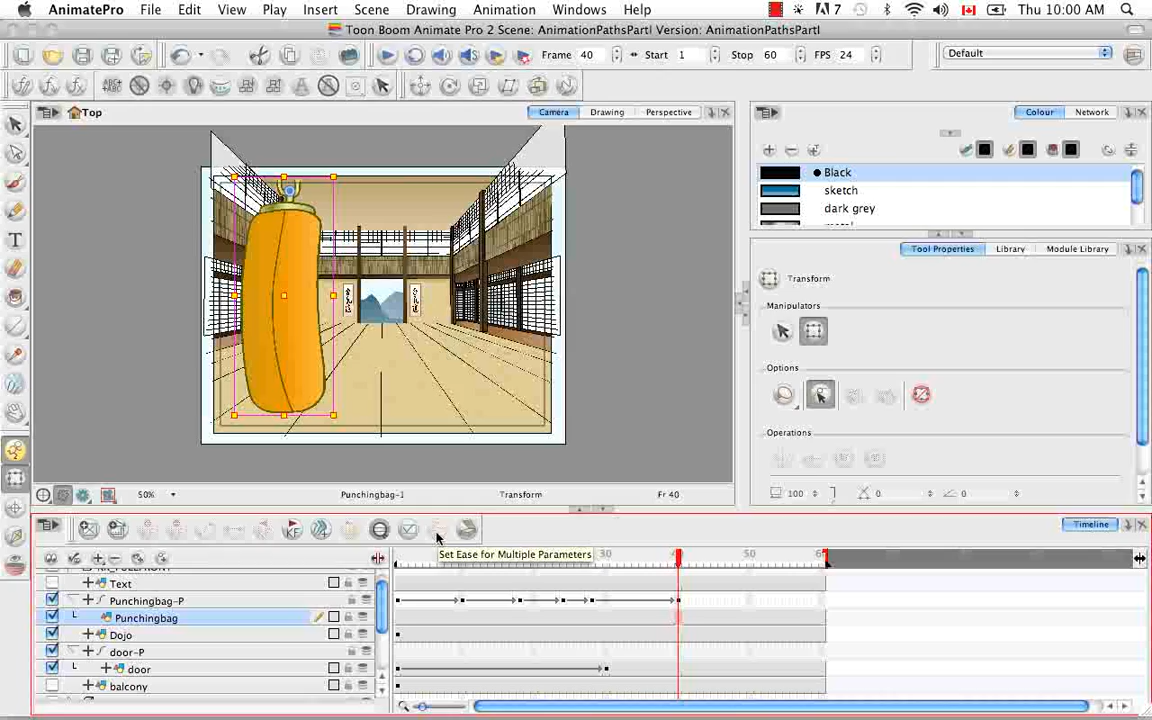 AnimatePro File Edit View Play Insert Scene Drawing Animation Windows Help 7 Thu 10:00 AM
Toon Boom Animate Pro 2 Scene: AnimationPathsPartI Version: AnimationPathsPartI
Frame 40 Start 1 Stop 60 FPS 24 Default
Top Camera Drawing Perspective
Colour Network
Black
sketch
dark grey
Tool Properties Library Module Library
Transform
Manipulators
Options
Operations
100 0 0
50% Punchingbag-1 Transform Fr 40
Timeline
KF
Set Ease for Multiple Parameters
30 50
Text
Punchingbag-P
Punchingbag
Dojo
door-P
door
balcony